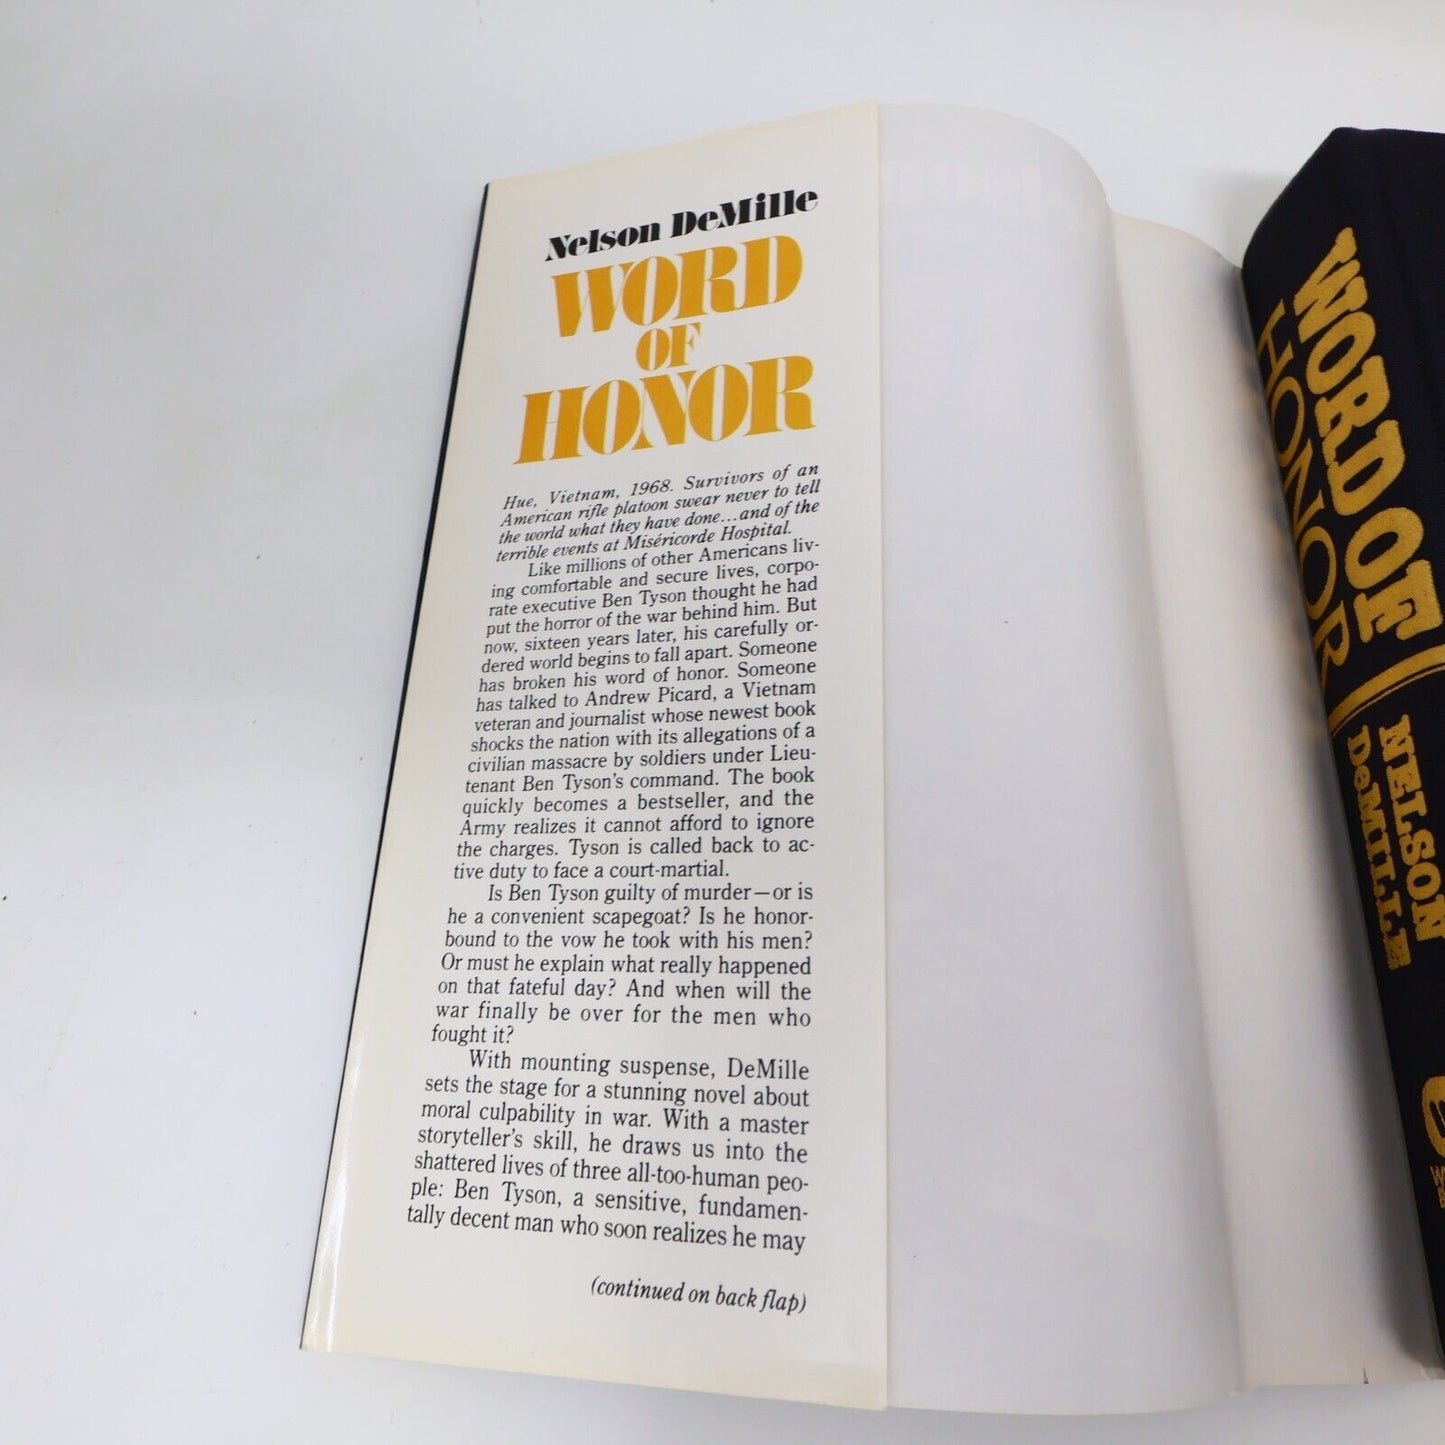 Nelson DeMille
WORD
OF
HONOR
Hue, Vietnam, 1968. Survivors of an
American rifle platoon swear never to tell
the world what they have done...and of the
terrible events at Miséricorde Hospital.
Like millions of other Americans liv-
ing comfortable and secure lives, corpo-
rate executive Ben Tyson thought he had
put the horror of the war behind him. But
now, sixteen years later, his carefully or-
dered world begins to fall apart. Someone
has broken his word of honor. Someone
has talked to Andrew Picard, a Vietnam
veteran and journalist whose newest book
shocks the nation with its allegations of a
civilian massacre by soldiers under Lieu-
tenant Ben Tyson's command. The book
quickly becomes a bestseller, and the
Army realizes it cannot afford to ignore
the charges. Tyson is called back to ac-
tive duty to face a court-martial.
Is Ben Tyson guilty of murder—or is
he a convenient scapegoat? Is he honor-
bound to the vow he took with his men?
Or must he explain what really happened
on that fateful day? And when will the
war finally be over for the men who
fought it?
With mounting suspense, DeMille
sets the stage for a stunning novel about
moral culpability in war. With a master
storyteller's skill, he draws us into the
shattered lives of three all-too-human peo-
ple: Ben Tyson, a sensitive, fundamen-
tally decent man who soon realizes he may
(continued on back flap)
WORD OF
HONOR
NELSON
DeMILLE